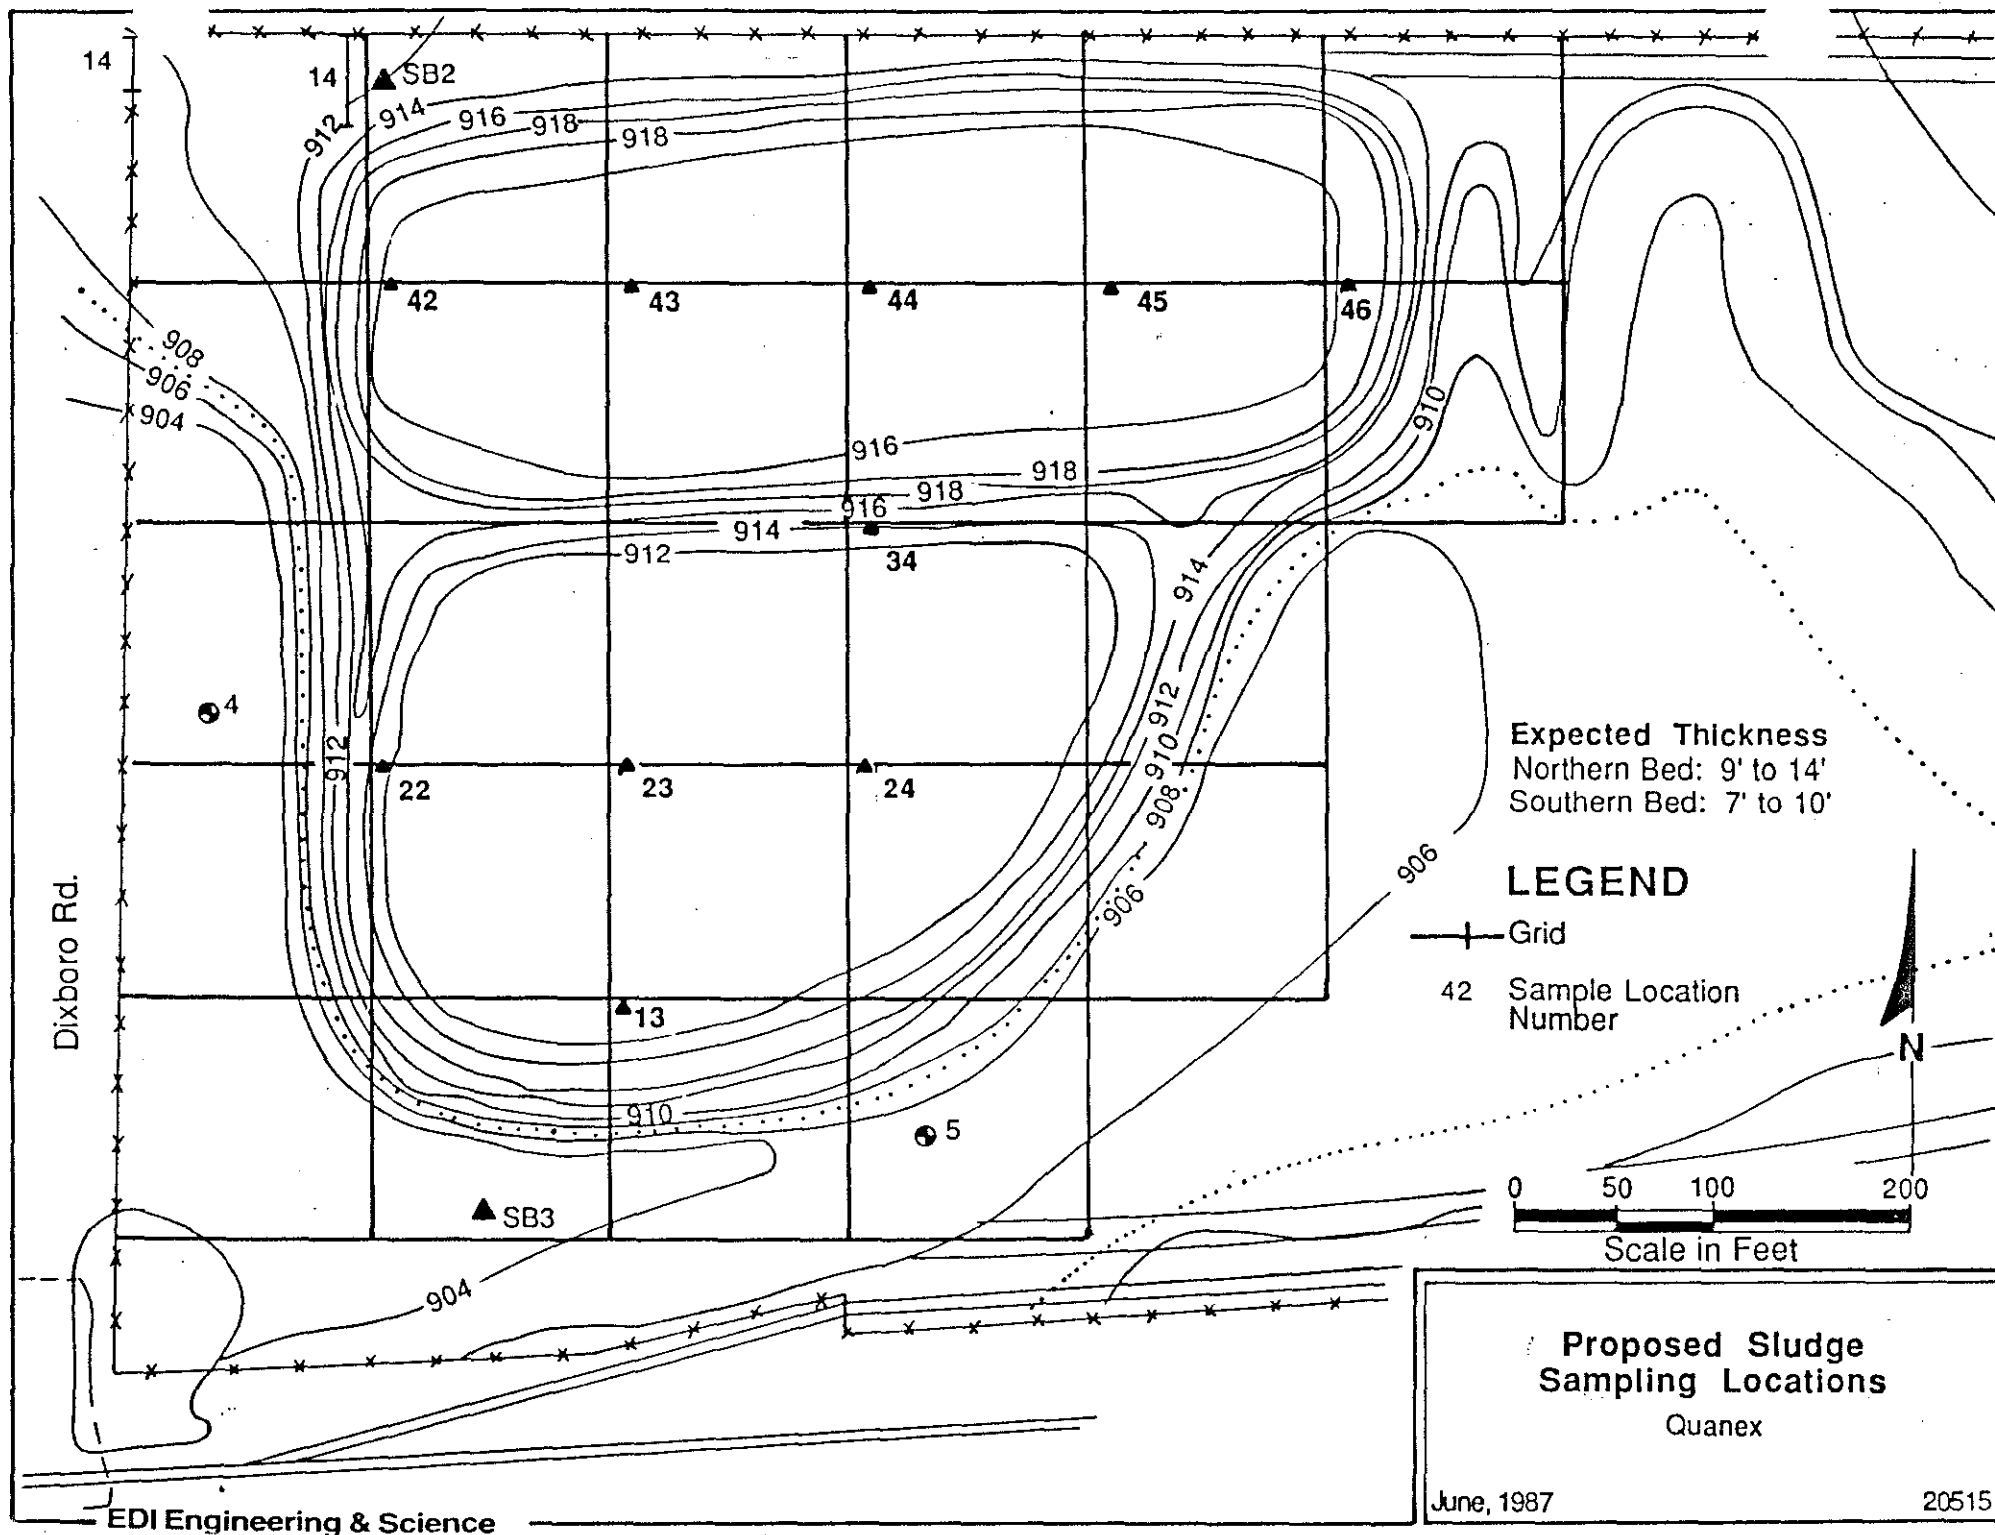 14
14
SB2
912
914
916
918
918
42
43
44
45
46
908
906
904
910
916
918
918
916
914
912
34
914
4
912
912
910
908
22
23
24
906
906
Expected Thickness
Northern Bed: 9' to 14'
Southern Bed: 7' to 10'
LEGEND
Grid
42 Sample Location
Number
N
Dixboro Rd.
13
910
5
SB3
904
0 50 100 200
Scale in Feet
Proposed Sludge
Sampling Locations
Quanex
June, 1987
20515
EDI Engineering & Science